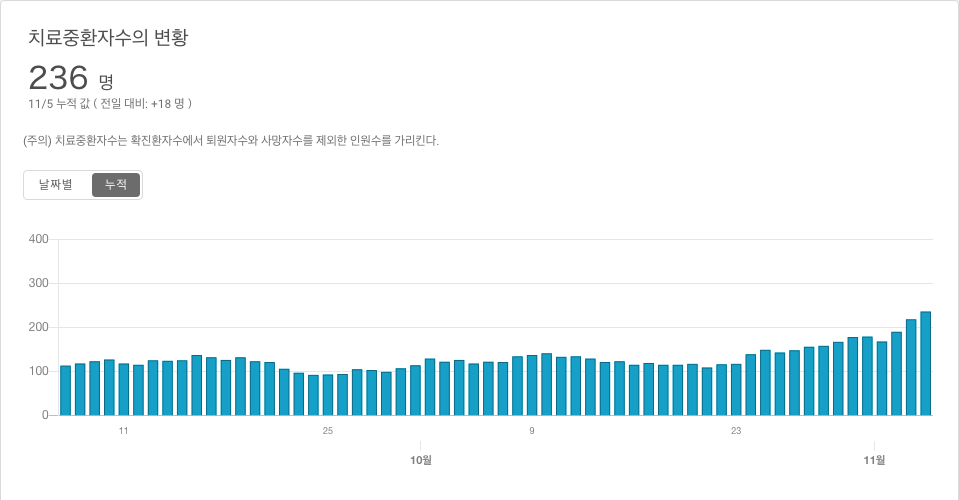 치료중환자수의 변황
236 명
11/5 누적 값 ( 전일 대비: +18 명 )
(주의) 치료중환자수는 확진환자수에서 퇴원자수와 사망자수를 제외한 인원수를 가리킨다.
날짜별 누적
400
300
200
100
0
11 25 9 23
10월 11월